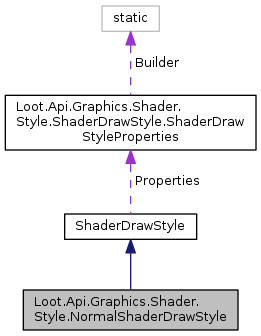 static
Builder
Loot.Api.Graphics.Shader.
Style.ShaderDrawStyle.ShaderDraw
StyleProperties
Properties
ShaderDrawStyle
Loot.Api.Graphics.Shader.
Style.NormalShaderDrawStyle